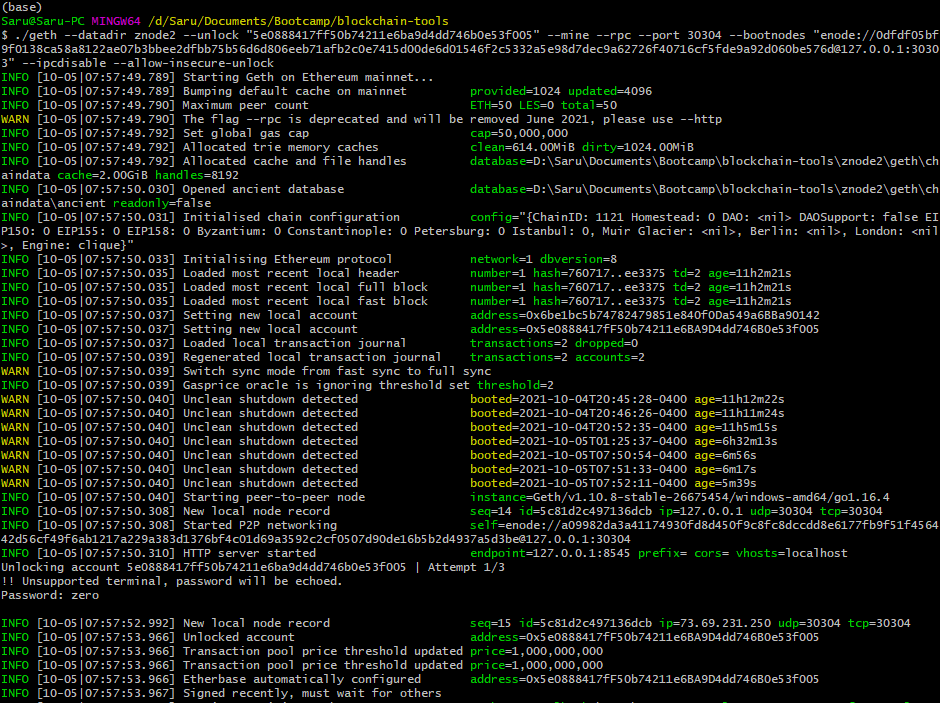 (base)
Saru@Saru-PC MINGW64 /d/Saru/Documents/Bootcamp/blockchain-tools
$ ./geth --datadir znode2 --unlock "5e0888417ff50b74211e6ba9d4dd746b0e53f005" --mine --rpc --port 30304 --bootnodes "enode://0dfdf05bf
9f0138ca58a8122ae07b3bbee2dfbb75b56d6d806eeb71afb2c0e7415d00de6d01546f2c5332a5e98d7dec9a62726f40716cf5fde9a92d060be576d@127.0.0.1:3030
3" --ipcdisable --allow-insecure-unlock
INFO [10-05|07:57:49.789] Starting Geth on Ethereum mainnet...
INFO [10-05|07:57:49.789] Bumping default cache on mainnet         provided=1024 updated=4096
INFO [10-05|07:57:49.790] Maximum peer count                       ETH=50 LES=0 total=50
WARN [10-05|07:57:49.790] The flag --rpc is deprecated and will be removed June 2021, please use --http
INFO [10-05|07:57:49.792] Set global gas cap                       cap=50,000,000
INFO [10-05|07:57:49.792] Allocated trie memory caches             clean=614.00MiB dirty=1024.00MiB
INFO [10-05|07:57:49.792] Allocated cache and file handles         database=D:\Saru\Documents\Bootcamp\blockchain-tools\znode2\geth\ch
aindata cache=2.00GiB handles=8192
INFO [10-05|07:57:50.030] Opened ancient database                  database=D:\Saru\Documents\Bootcamp\blockchain-tools\znode2\geth\ch
aindata\ancient readonly=false
INFO [10-05|07:57:50.031] Initialised chain configuration          config="{ChainID: 1121 Homestead: 0 DAO: <nil> DAOSupport: false EI
P150: 0 EIP155: 0 EIP158: 0 Byzantium: 0 Constantinople: 0 Petersburg: 0 Istanbul: 0, Muir Glacier: <nil>, Berlin: <nil>, London: <nil
>, Engine: clique}"
INFO [10-05|07:57:50.033] Initialising Ethereum protocol           network=1 dbversion=8
INFO [10-05|07:57:50.035] Loaded most recent local header          number=1 hash=760717..ee3375 td=2 age=11h2m21s
INFO [10-05|07:57:50.035] Loaded most recent local full block      number=1 hash=760717..ee3375 td=2 age=11h2m21s
INFO [10-05|07:57:50.035] Loaded most recent local fast block      number=1 hash=760717..ee3375 td=2 age=11h2m21s
INFO [10-05|07:57:50.037] Setting new local account                address=0x6be1bc5b74782479851e840f0Da549a6BBa90142
INFO [10-05|07:57:50.037] Setting new local account                address=0x5e0888417fF50b74211e6BA9D4dd746B0e53f005
INFO [10-05|07:57:50.037] Loaded local transaction journal         transactions=2 dropped=0
INFO [10-05|07:57:50.039] Regenerated local transaction journal    transactions=2 accounts=2
WARN [10-05|07:57:50.039] Switch sync mode from fast sync to full sync
INFO [10-05|07:57:50.039] Gasprice oracle is ignoring threshold set threshold=2
WARN [10-05|07:57:50.040] Unclean shutdown detected                booted=2021-10-04T20:45:28-0400 age=11h12m22s
WARN [10-05|07:57:50.040] Unclean shutdown detected                booted=2021-10-04T20:46:26-0400 age=11h11m24s
WARN [10-05|07:57:50.040] Unclean shutdown detected                booted=2021-10-04T20:52:35-0400 age=11h5m15s
WARN [10-05|07:57:50.040] Unclean shutdown detected                booted=2021-10-05T01:25:37-0400 age=6h32m13s
WARN [10-05|07:57:50.040] Unclean shutdown detected                booted=2021-10-05T07:50:54-0400 age=6m56s
WARN [10-05|07:57:50.040] Unclean shutdown detected                booted=2021-10-05T07:51:33-0400 age=6m17s
WARN [10-05|07:57:50.040] Unclean shutdown detected                booted=2021-10-05T07:52:11-0400 age=5m39s
INFO [10-05|07:57:50.040] Starting peer-to-peer node               instance=Geth/v1.10.8-stable-26675454/windows-amd64/go1.16.4
INFO [10-05|07:57:50.308] New local node record                    seq=14 id=5c81d2c497136dcb ip=127.0.0.1 udp=30304 tcp=30304
INFO [10-05|07:57:50.308] Started P2P networking                   self=enode://a09982da3a41174930fd8d450f9c8fc8dccdd8e6177fb9f51f4564
42d56cf49f6ab1217a229a383d1376bf4c01d69a3592c2cf0507d90de16b5b2d4937a5d3be@127.0.0.1:30304
INFO [10-05|07:57:50.310] HTTP server started                      endpoint=127.0.0.1:8545 prefix= cors= vhosts=localhost
Unlocking account 5e0888417ff50b74211e6ba9d4dd746b0e53f005 | Attempt 1/3
!! Unsupported terminal, password will be echoed.
Password: zero
INFO [10-05|07:57:52.992] New local node record                    seq=15 id=5c81d2c497136dcb ip=73.69.231.250 udp=30304 tcp=30304
INFO [10-05|07:57:53.966] Unlocked account                         address=0x5e0888417fF50b74211e6BA9D4dd746B0e53f005
INFO [10-05|07:57:53.966] Transaction pool price threshold updated price=1,000,000,000
INFO [10-05|07:57:53.966] Transaction pool price threshold updated price=1,000,000,000
INFO [10-05|07:57:53.966] Etherbase automatically configured       address=0x5e0888417fF50b74211e6BA9D4dd746B0e53f005
INFO [10-05|07:57:53.967] Signed recently, must wait for others